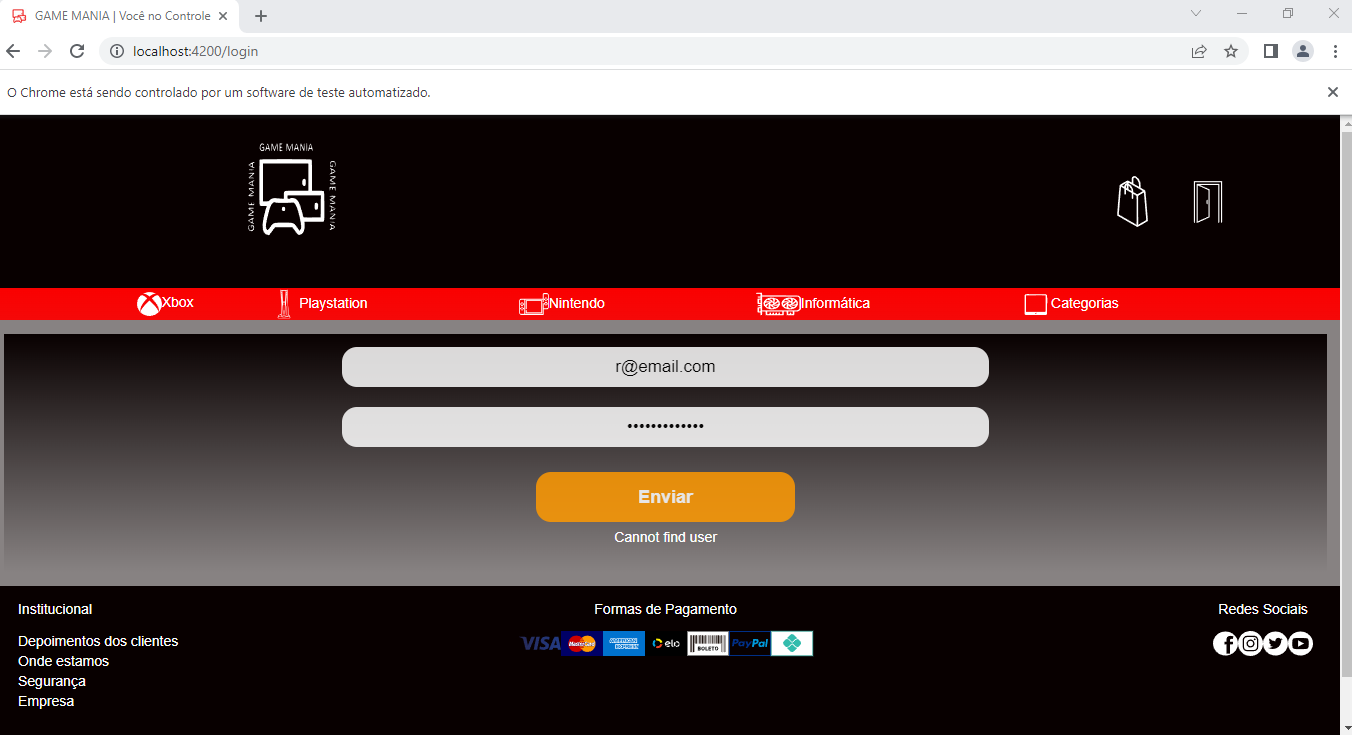 GAME MANIA | Você no Controle
localhost:4200/login
O Chrome está sendo controlado por um software de teste automatizado.
GAME MANIA
GAME MANIA
GAME MANIA
Xbox
Playstation
Nintendo
Informática
Categorias
r@email.com
•••••••••••••
Enviar
Cannot find user
Institucional
Formas de Pagamento
Redes Sociais
Depoimentos dos clientes
Onde estamos
Segurança
Empresa
VISA
MasterCard
AMERICAN EXPRESS
elo
BOLETO
PayPal